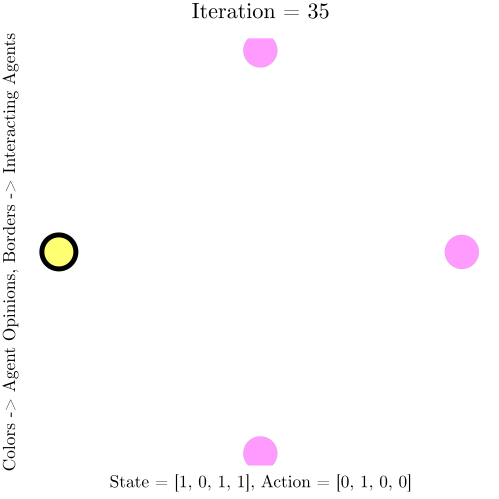 Iteration = 35
Colors -> Agent Opinions, Borders -> Interacting Agents
State = [1, 0, 1, 1], Action = [0, 1, 0, 0]